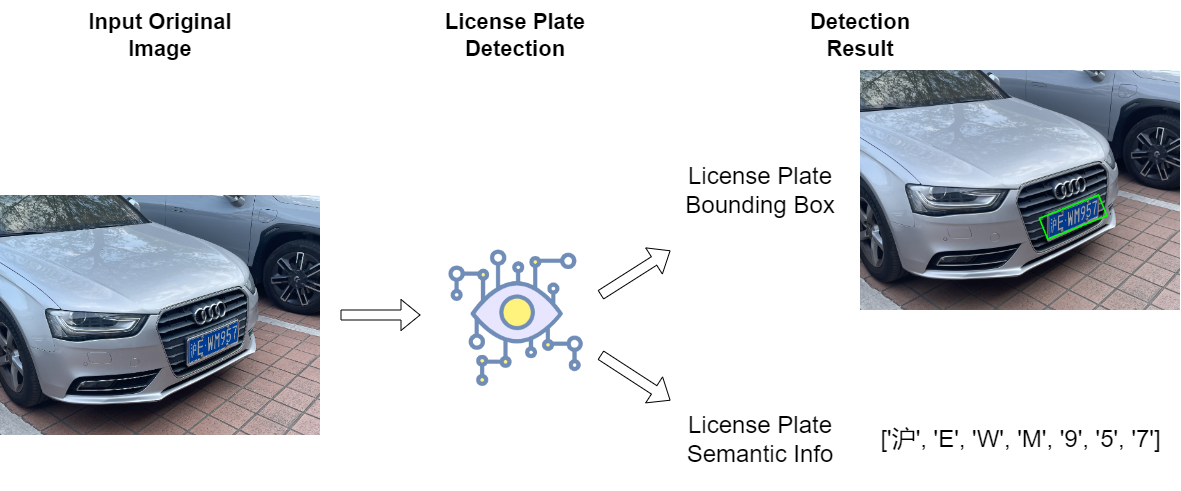 Input Original
Image
License Plate
Detection
Detection
Result
License Plate
Bounding Box
沪E·WM957
沪E·WM957
License Plate
Semantic Info
['沪', 'E', 'W', 'M', '9', '5', '7']